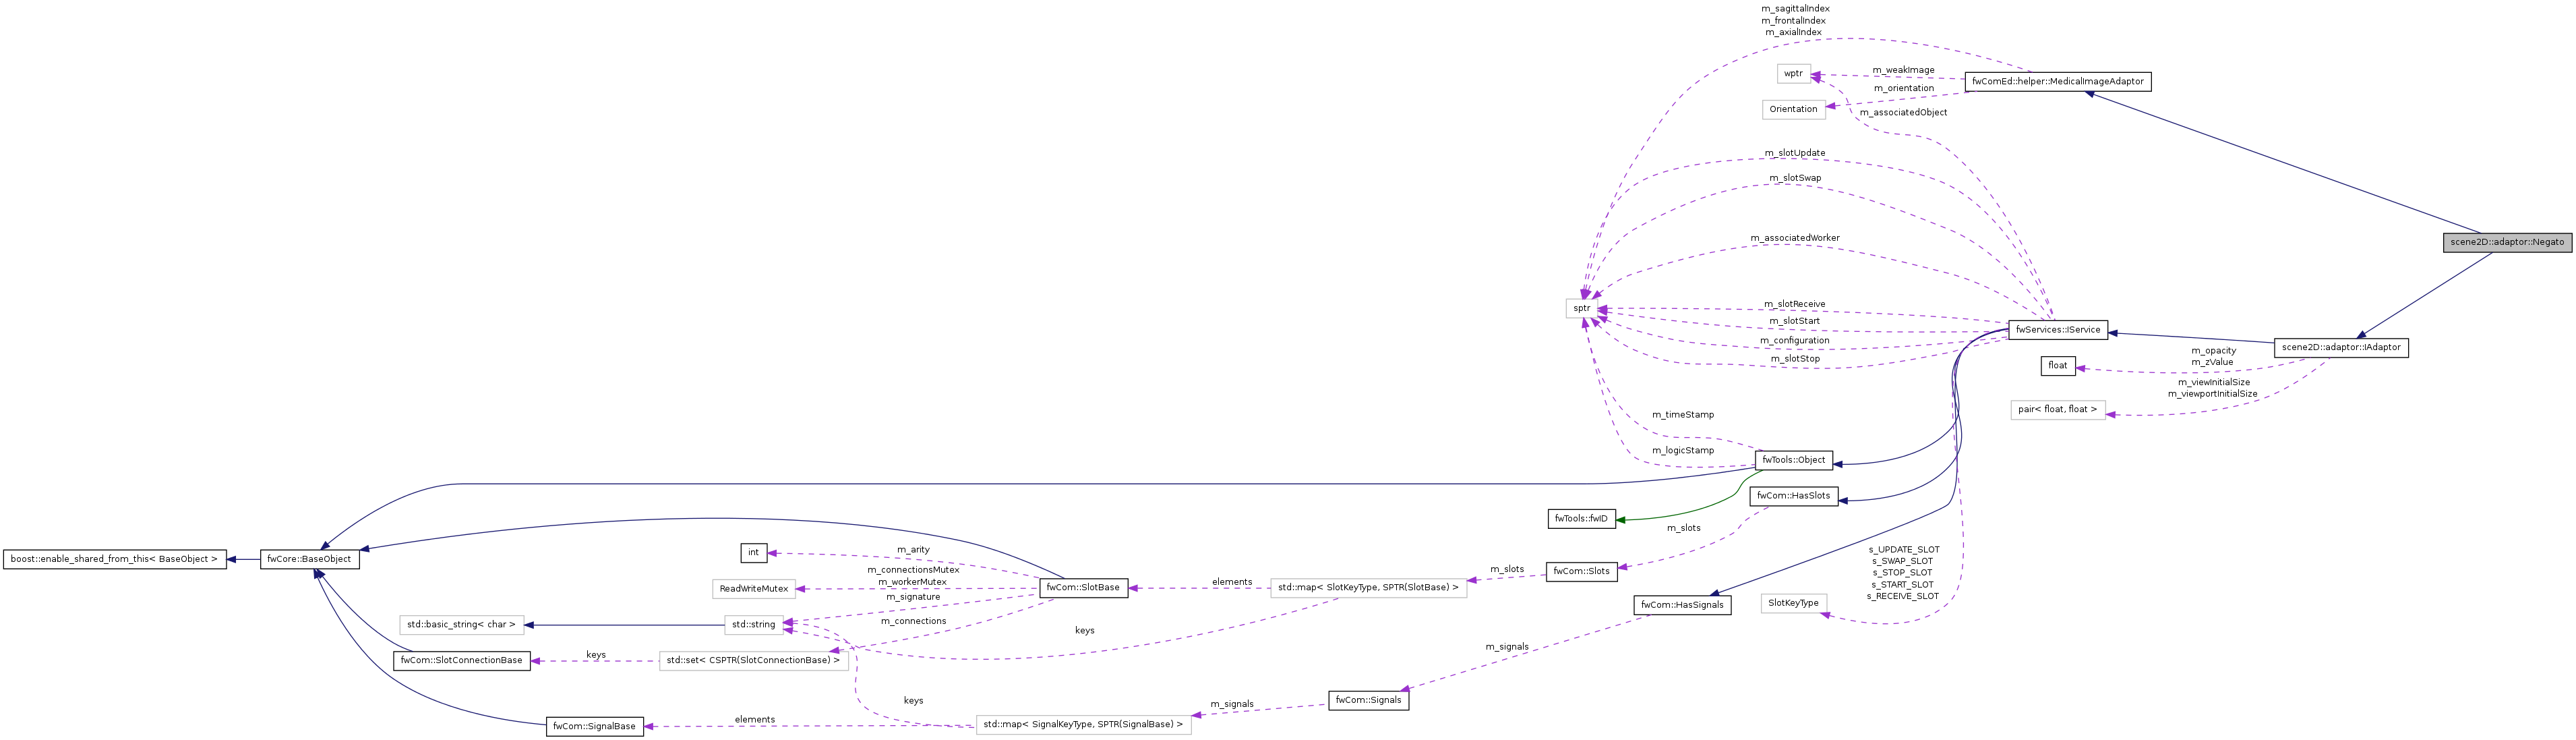 m_sagittalIndex
m_frontalIndex
m_axialIndex
wptr
m_weakImage
fwComEd::helper::MedicalImageAdaptor
m_orientation
Orientation
m_associatedObject
m_slotUpdate
m_slotSwap
m_associatedWorker
scene2D::adaptor::Negato
m_slotReceive
sptr
m_slotStart
fwServices::IService
m_configuration
scene2D::adaptor::IAdaptor
m_slotStop
m_opacity
m_zValue
float
m_viewInitialSize
m_viewportInitialSize
pair< float, float >
m_timeStamp
m_logicStamp
fwTools::Object
fwCom::HasSlots
fwTools::fwID
m_slots
boost::enable_shared_from_this< BaseObject >
fwCore::BaseObject
int
m_arity
m_connectionsMutex
m_workerMutex
ReadWriteMutex
m_signature
fwCom::SlotBase
elements
std::map< SlotKeyType, SPTR(SlotBase) >
m_slots
fwCom::Slots
s_UPDATE_SLOT
s_SWAP_SLOT
s_STOP_SLOT
s_START_SLOT
s_RECEIVE_SLOT
fwCom::HasSignals
SlotKeyType
std::basic_string< char >
std::string
m_connections
keys
fwCom::SlotConnectionBase
keys
std::set< CSPTR(SlotConnectionBase) >
m_signals
keys
fwCom::SignalBase
elements
std::map< SignalKeyType, SPTR(SignalBase) >
m_signals
fwCom::Signals